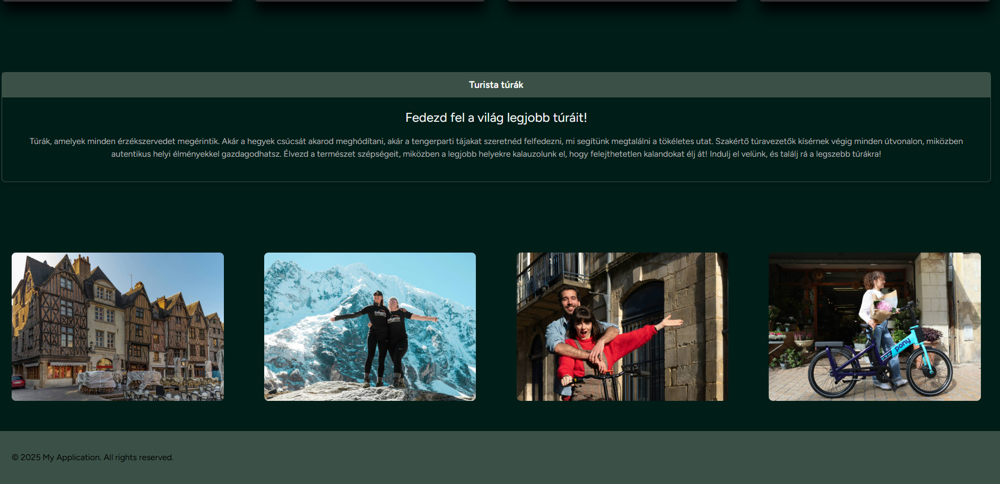 Turista túrák
Fedezd fel a világ legjobb túráit!
Túrák, amelyek minden érzékszervedet megérintik. Akár a hegyek csúcsát akarod meghódítani, akár a tengerparti tájakat szeretnéd felfedezni, mi segítünk megtalálni a tökéletes utat. Szakértő túravezetők kísérnek végig minden útvonalon, miközben
autentikus helyi élményekkel gazdagodhatsz. Élvezd a természet szépségeit, miközben a legjobb helyekre kalauzolunk el, hogy felejthetetlen kalandokat élj át! Indulj el velünk, és találj rá a legszebb túrákra!
pony
© 2025 My Application. All rights reserved.